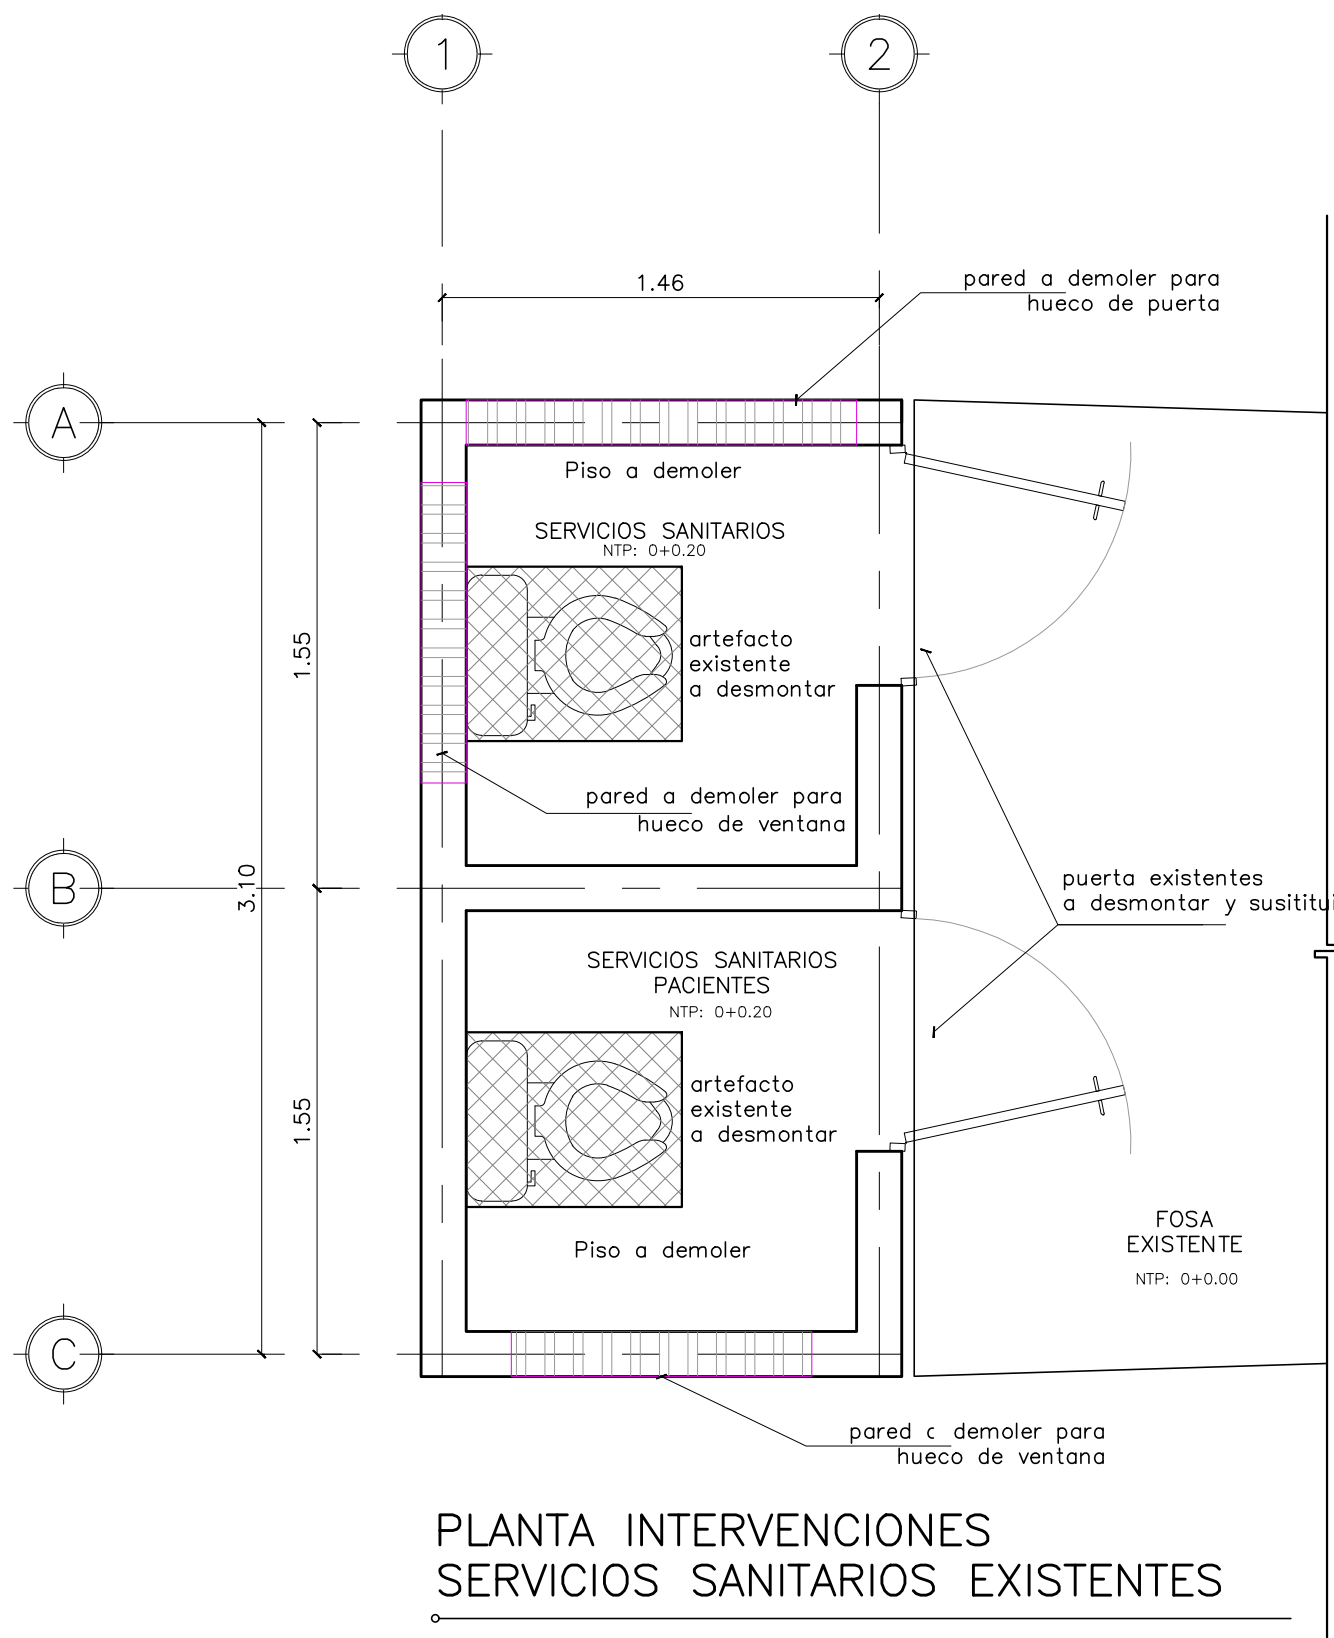 1
2
1.46
pared a demoler para
hueco de puerta
A
Piso a demoler
SERVICIOS SANITARIOS
NTP: 0+0.20
artefacto
existente
a desmontar
1.55
pared a demoler para
hueco de ventana
B
3.10
puerta existentes
a desmontar y susititui
SERVICIOS SANITARIOS
PACIENTES
NTP: 0+0.20
artefacto
existente
a desmontar
1.55
Piso a demoler
FOSA
EXISTENTE
NTP: 0+0.00
C
pared c demoler para
hueco de ventana
PLANTA INTERVENCIONES
SERVICIOS SANITARIOS EXISTENTES